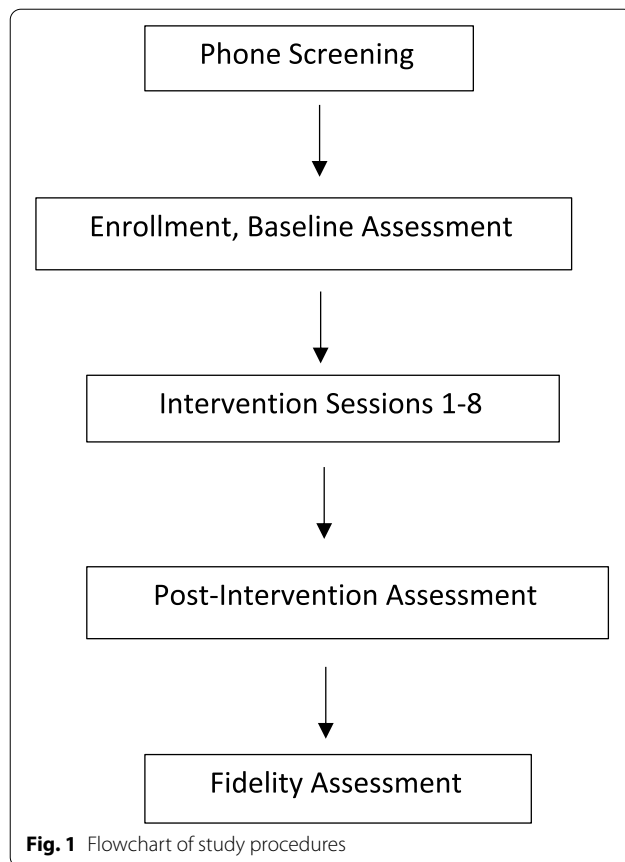 Phone Screening
Enrollment, Baseline Assessment
Intervention Sessions 1-8
Post-Intervention Assessment
Fidelity Assessment
Fig. 1 Flowchart of study procedures